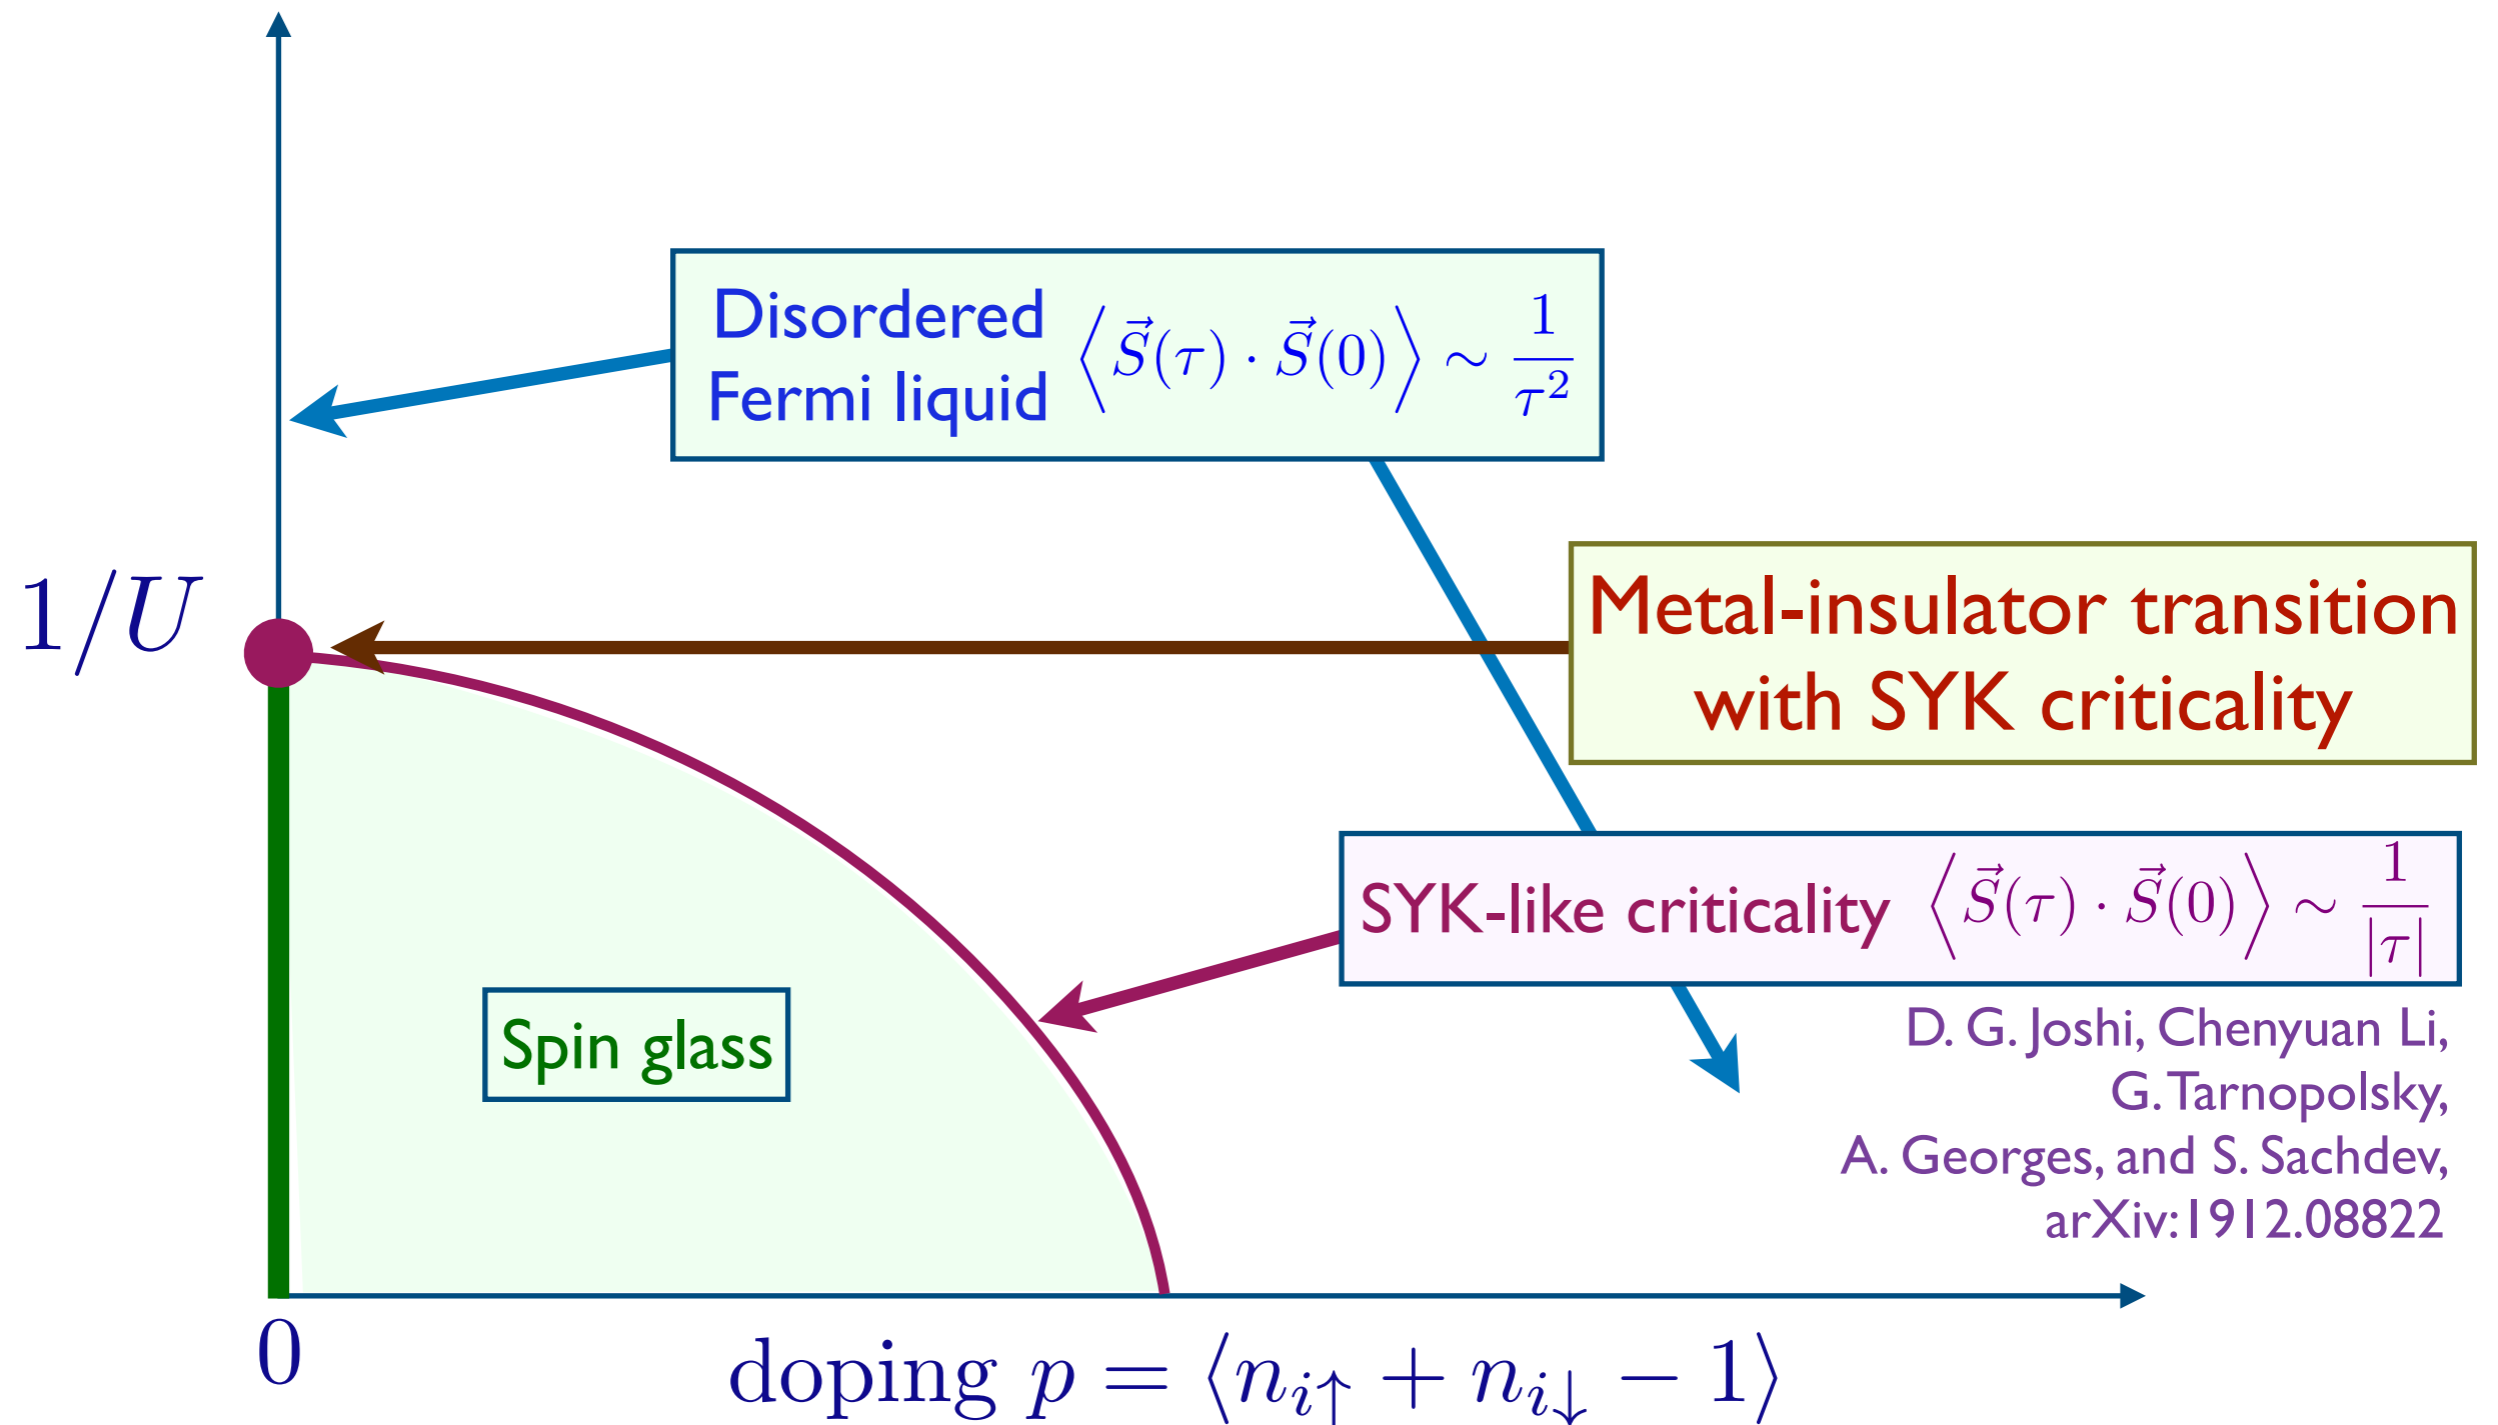 Disordered
Fermi liquid
⟨S⃗(τ) · S⃗(0)⟩ ∼ 1/τ²
1/U
Metal-insulator transition
with SYK criticality
SYK-like criticality ⟨S⃗(τ) · S⃗(0)⟩ ∼ 1/|τ|
Spin glass
D. G. Joshi, Chenyuan Li,
G. Tarnopolsky,
A. Georges, and S. Sachdev,
arXiv:1912.08822
0
doping p = ⟨n_{i↑} + n_{i↓} − 1⟩